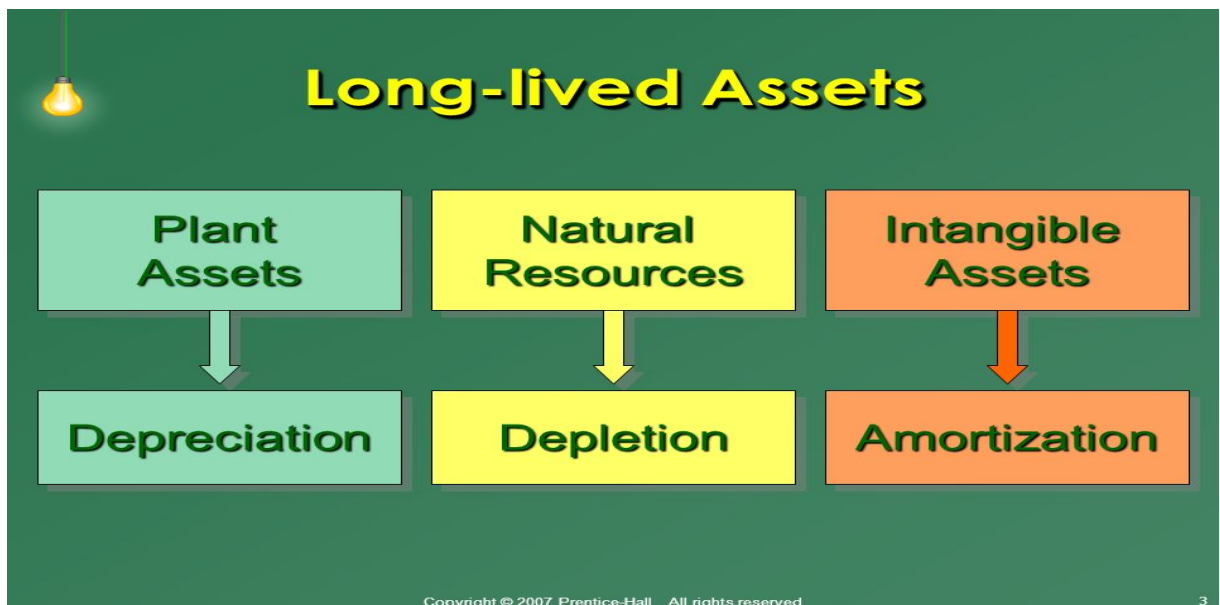 Long-lived Assets
Plant
Assets
Natural
Resources
Intangible
Assets
Depreciation
Depletion
Amortization
Copyright © 2007 Prentice-Hall. All rights reserved
3